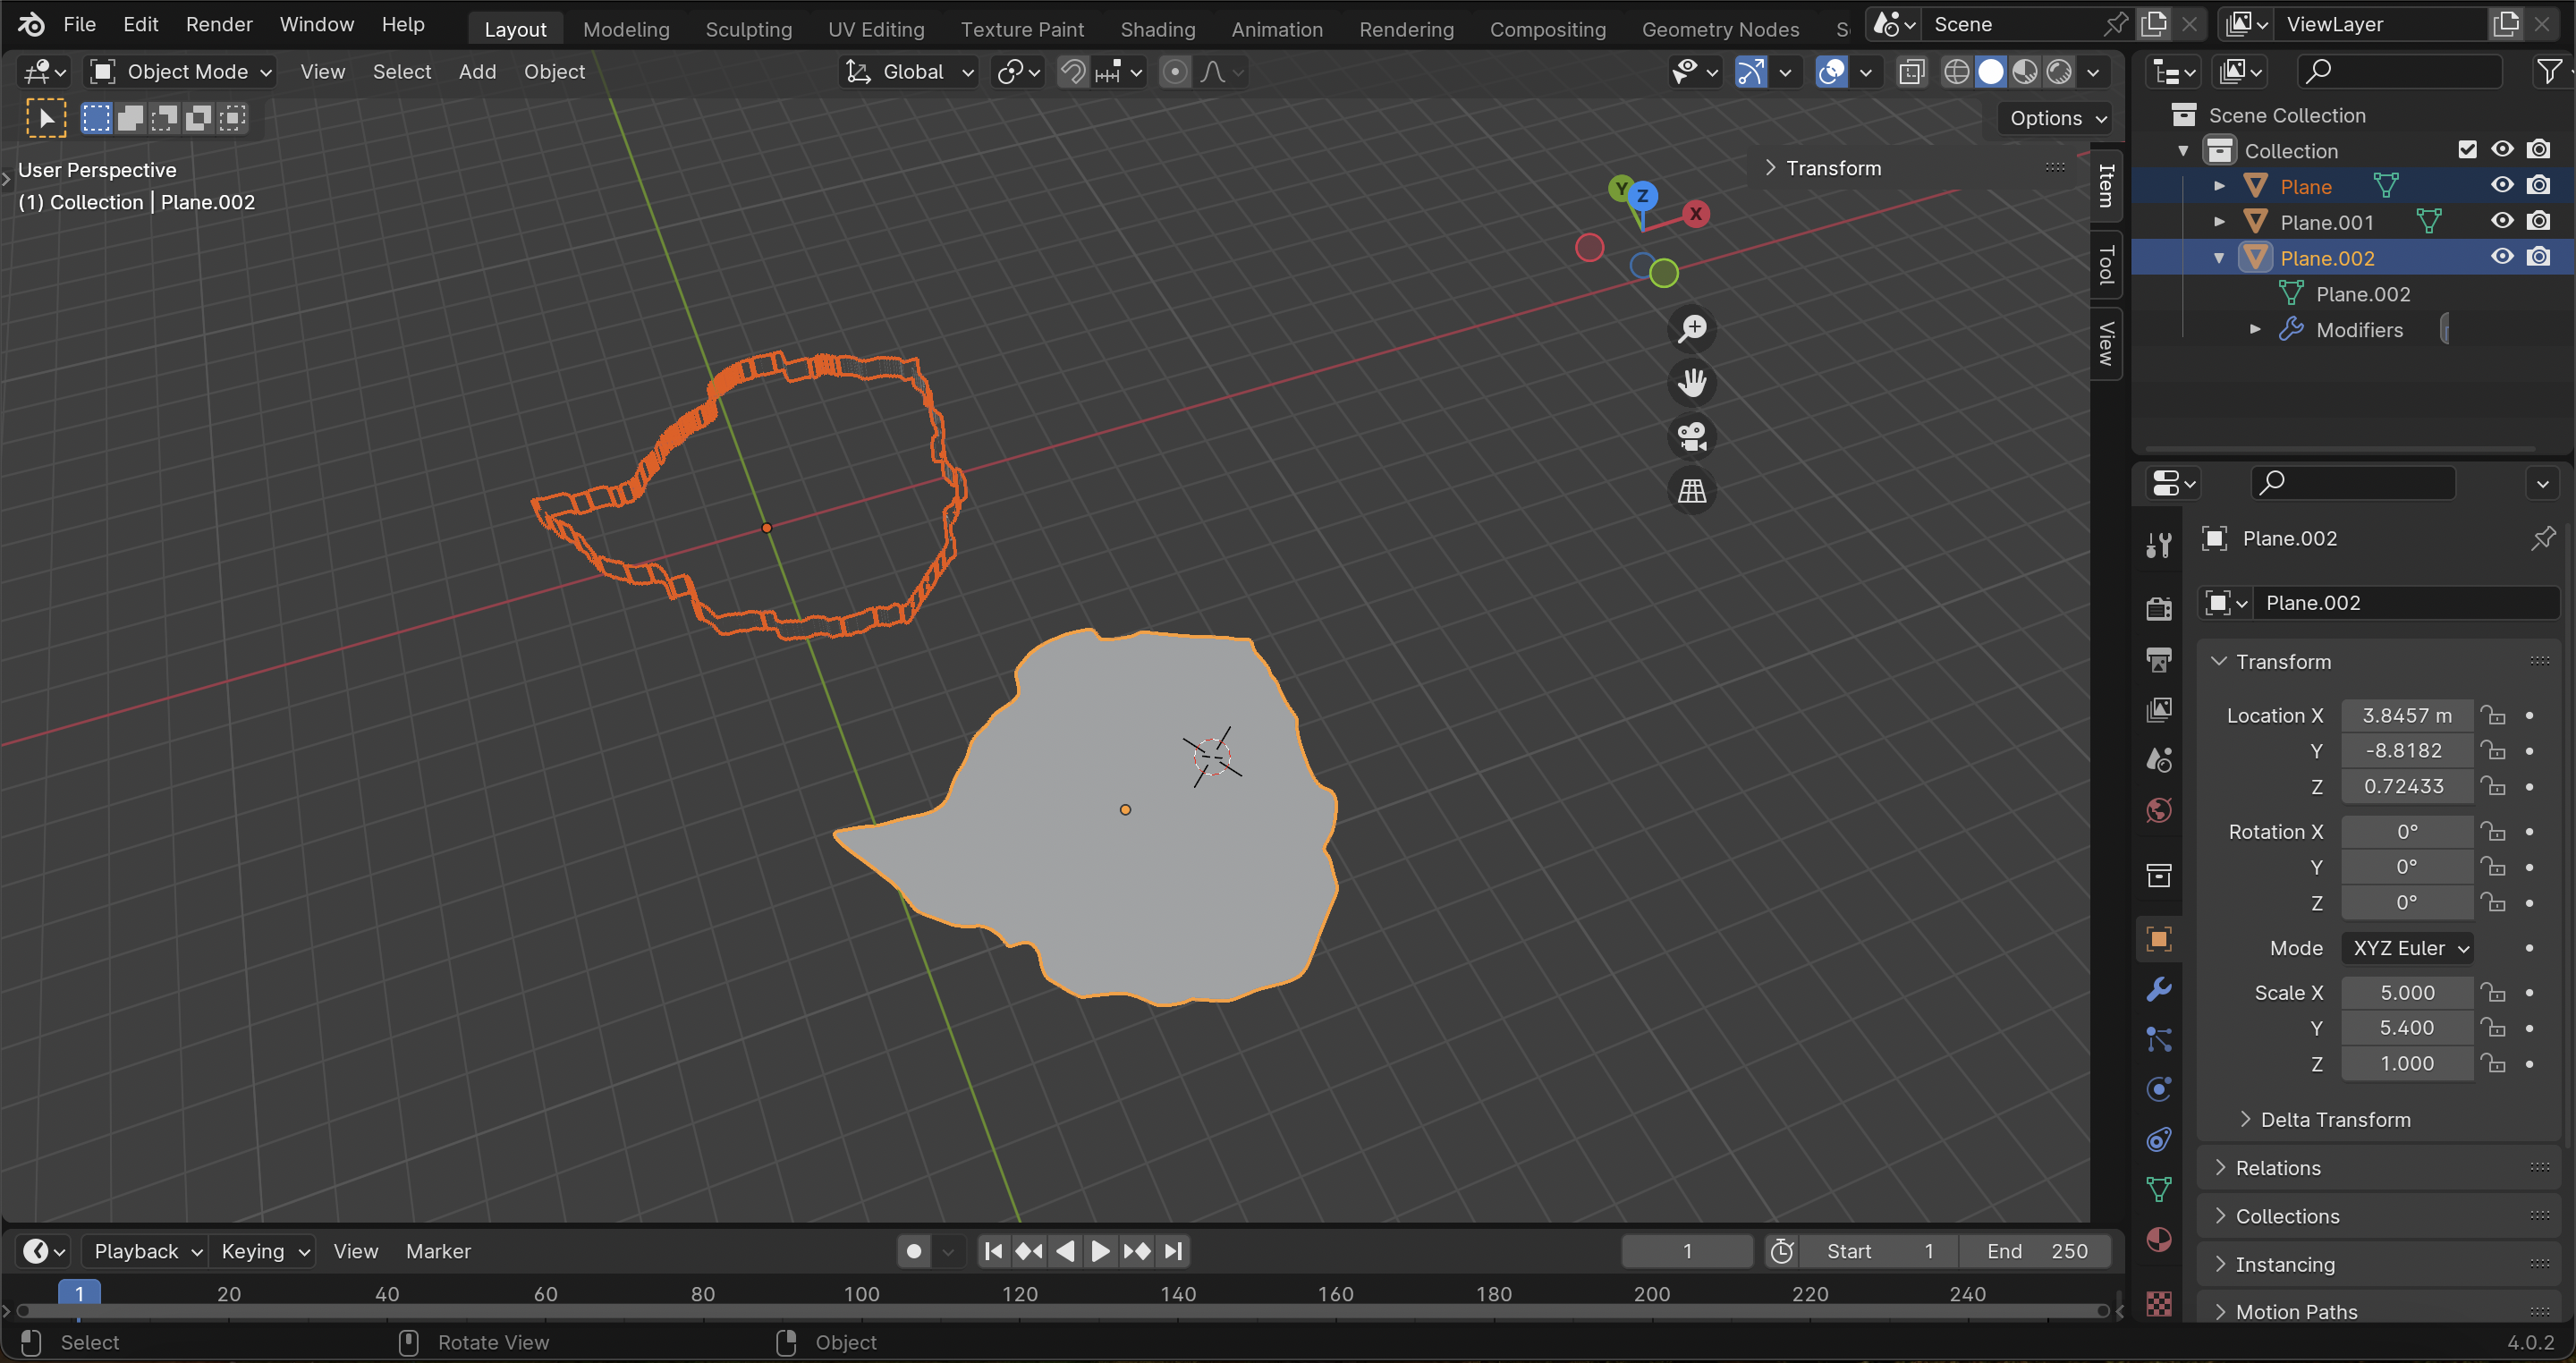 File Edit Render Window Help Layout Modeling Sculpting UV Editing Texture Paint Shading Animation Rendering Compositing Geometry Nodes Scene ViewLayer
Object Mode View Select Add Object Global
Options
User Perspective
(1) Collection | Plane.002
Transform
Y Z X
Item
Tool
View
Scene Collection
Collection
Plane
Plane.001
Plane.002
Plane.002
Modifiers
Plane.002
Plane.002
Transform
Location X 3.8457 m
Y -8.8182
Z 0.72433
Rotation X 0°
Y 0°
Z 0°
Mode XYZ Euler
Scale X 5.000
Y 5.400
Z 1.000
Delta Transform
Relations
Collections
Instancing
Motion Paths
Playback Keying View Marker 1 Start 1 End 250
1 20 40 60 80 100 120 140 160 180 200 220 240
Select Rotate View Object 4.0.2